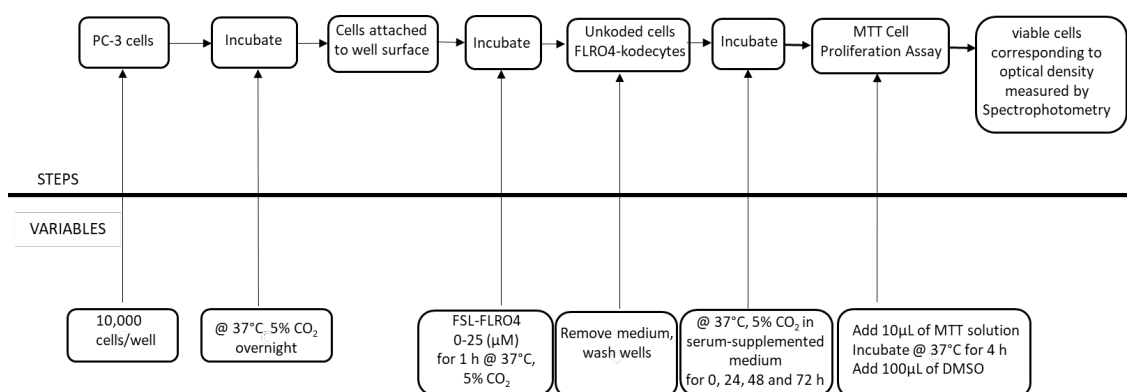 PC-3 cells
Incubate
Cells attached
to well surface
Incubate
Unkoded cells
FLRO4-kodecytes
Incubate
MTT Cell
Proliferation Assay
viable cells
corresponding to
optical density
measured by
Spectrophotometry
STEPS
VARIABLES
10,000
cells/well
@ 37°C, 5% CO₂
overnight
FSL-FLRO4
0-25 (µM)
for 1 h @ 37°C,
5% CO₂
Remove medium,
wash wells
@ 37°C, 5% CO₂ in
serum-supplemented
medium
for 0, 24, 48 and 72 h
Add 10µL of MTT solution
Incubate @ 37°C for 4 h
Add 100µL of DMSO